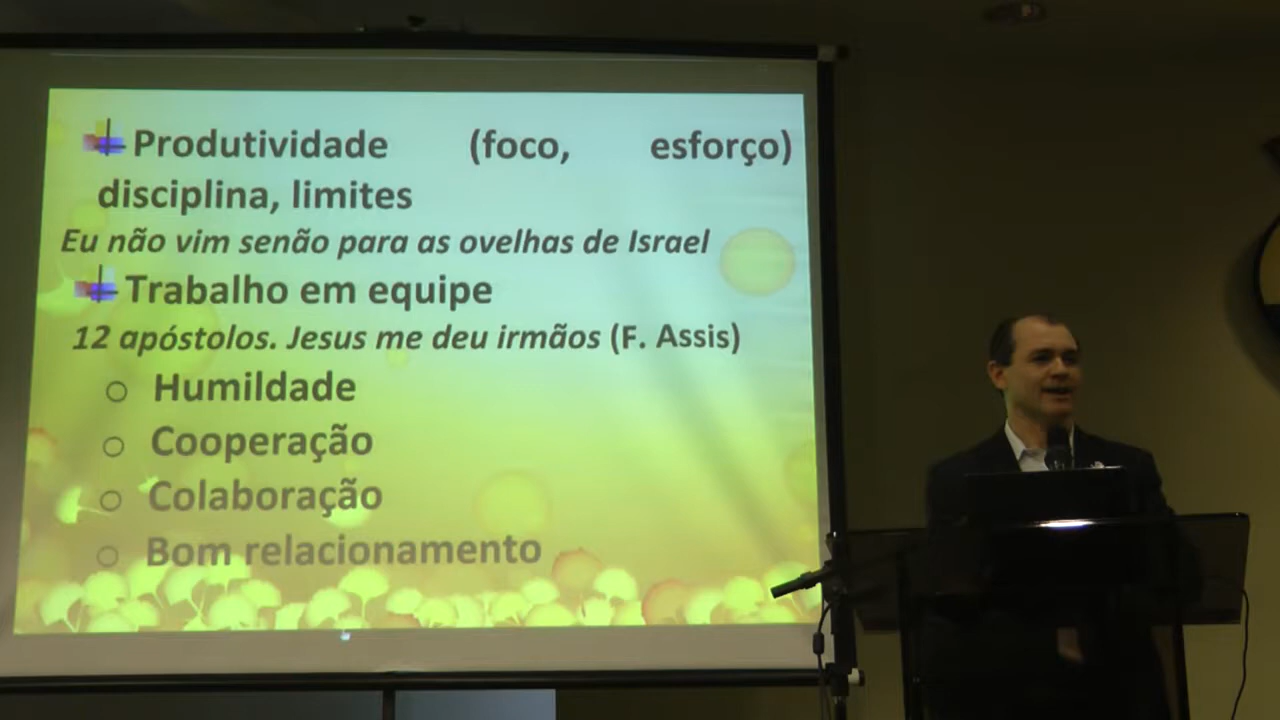 Produtividade (foco, esforço)
disciplina, limites
Eu não vim senão para as ovelhas de Israel
Trabalho em equipe
12 apóstolos. Jesus me deu irmãos (F. Assis)
Humildade
Cooperação
Colaboração
Bom relacionamento